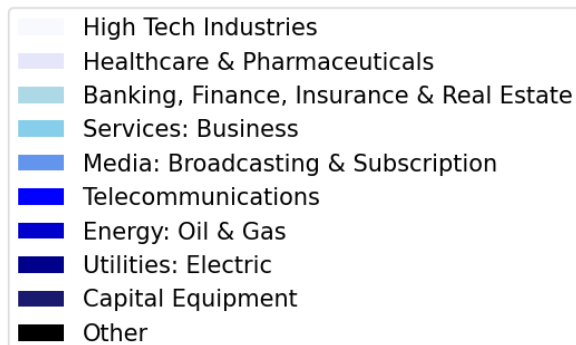 High Tech Industries
Healthcare & Pharmaceuticals
Banking, Finance, Insurance & Real Estate
Services: Business
Media: Broadcasting & Subscription
Telecommunications
Energy: Oil & Gas
Utilities: Electric
Capital Equipment
Other